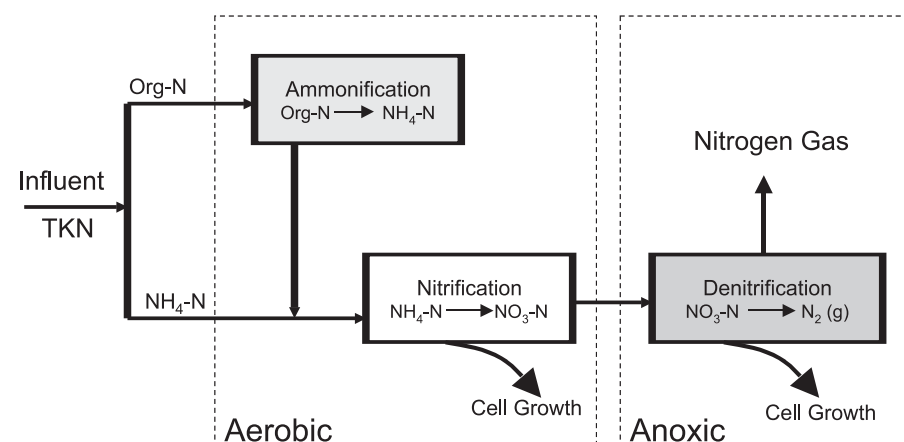 Org-N
Ammonification
Org-N → NH₄-N
Nitrogen Gas
Influent
TKN
NH₄-N
Nitrification
NH₄-N → NO₃-N
Denitrification
NO₃-N → N₂ (g)
Cell Growth
Cell Growth
Aerobic
Anoxic